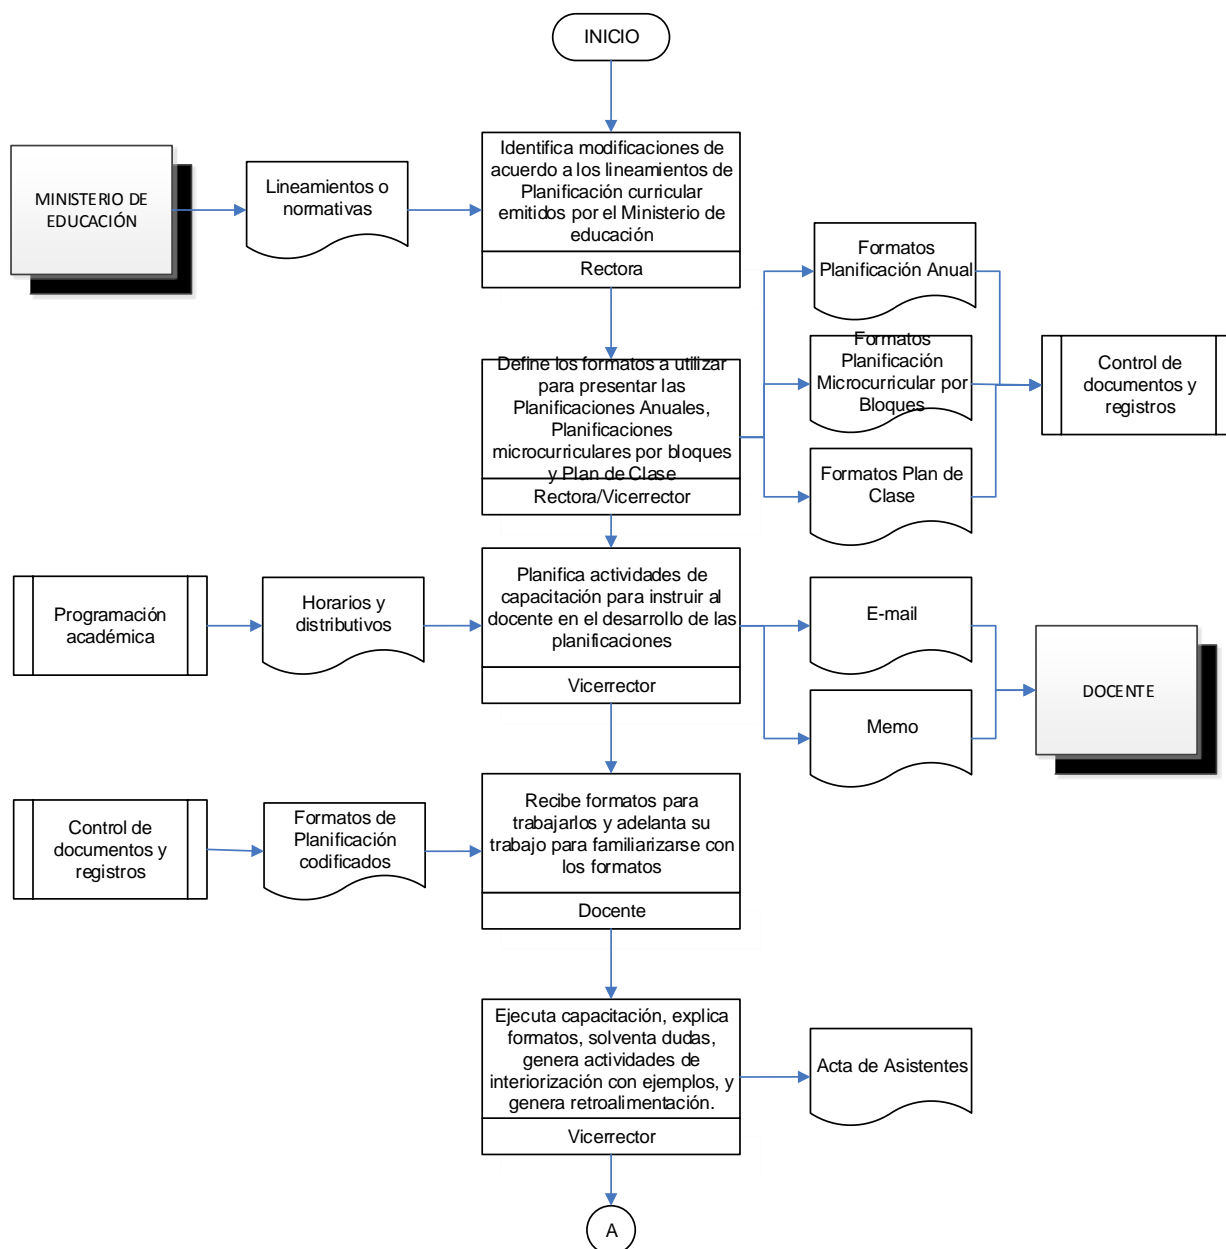 INICIO
MINISTERIO DE
EDUCACIÓN
Lineamientos o
normativas
Identifica modificaciones de
acuerdo a los lineamientos de
Planificación curricular
emitidos por el Ministerio de
educación
Rectora
Formatos
Planificación Anual
Define los formatos a utilizar
para presentar las
Planificaciones Anuales,
Planificaciones
microcurriculares por bloques
y Plan de Clase
Rectora/Vicerrector
Formatos
Planificación
Microcurricular por
Bloques
Control de
documentos y
registros
Formatos Plan de
Clase
Programación
académica
Horarios y
distributivos
Planifica actividades de
capacitación para instruir al
docente en el desarrollo de las
planificaciones
Vicerrector
E-mail
Memo
DOCENTE
Control de
documentos y
registros
Formatos de
Planificación
codificados
Recibe formatos para
trabajarlos y adelanta su
trabajo para familiarizarse con
los formatos
Docente
Ejecuta capacitación, explica
formatos, solventa dudas,
genera actividades de
interiorización con ejemplos, y
genera retroalimentación.
Vicerrector
Acta de Asistentes
A